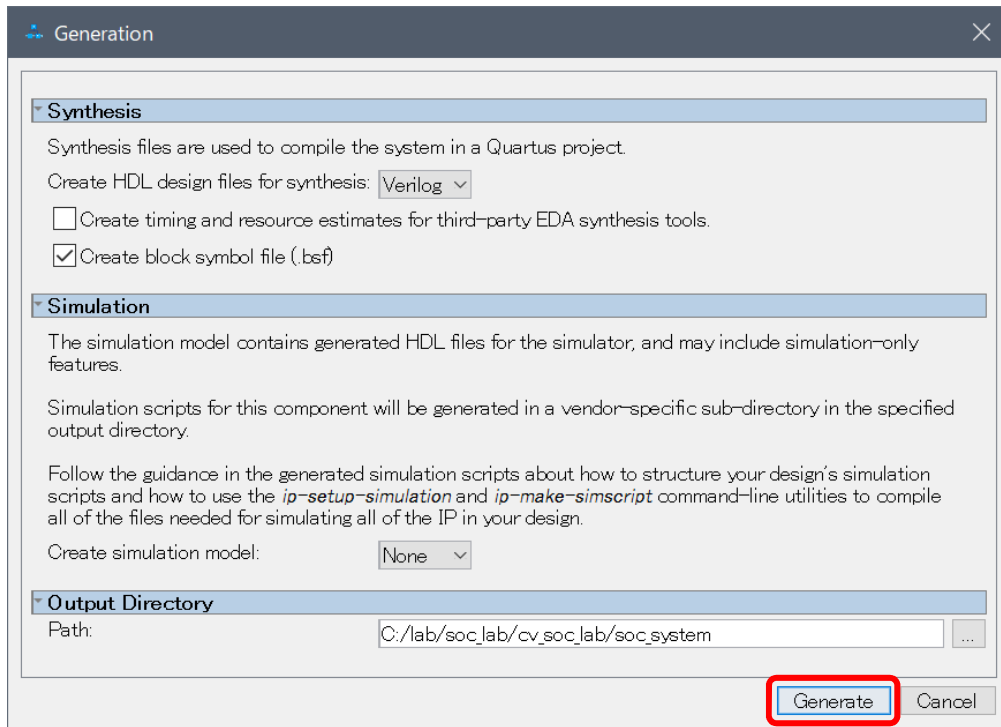 Generation
Synthesis
Synthesis files are used to compile the system in a Quartus project.
Create HDL design files for synthesis: Verilog
Create timing and resource estimates for third-party EDA synthesis tools.
Create block symbol file (.bsf)
Simulation
The simulation model contains generated HDL files for the simulator, and may include simulation-only
features.
Simulation scripts for this component will be generated in a vendor-specific sub-directory in the specified
output directory.
Follow the guidance in the generated simulation scripts about how to structure your design's simulation
scripts and how to use the ip-setup-simulation and ip-make-simscript command-line utilities to compile
all of the files needed for simulating all of the IP in your design.
Create simulation model: None
Output Directory
Path: C:/lab/soc_lab/cv_soc_lab/soc_system ...
Generate Cancel